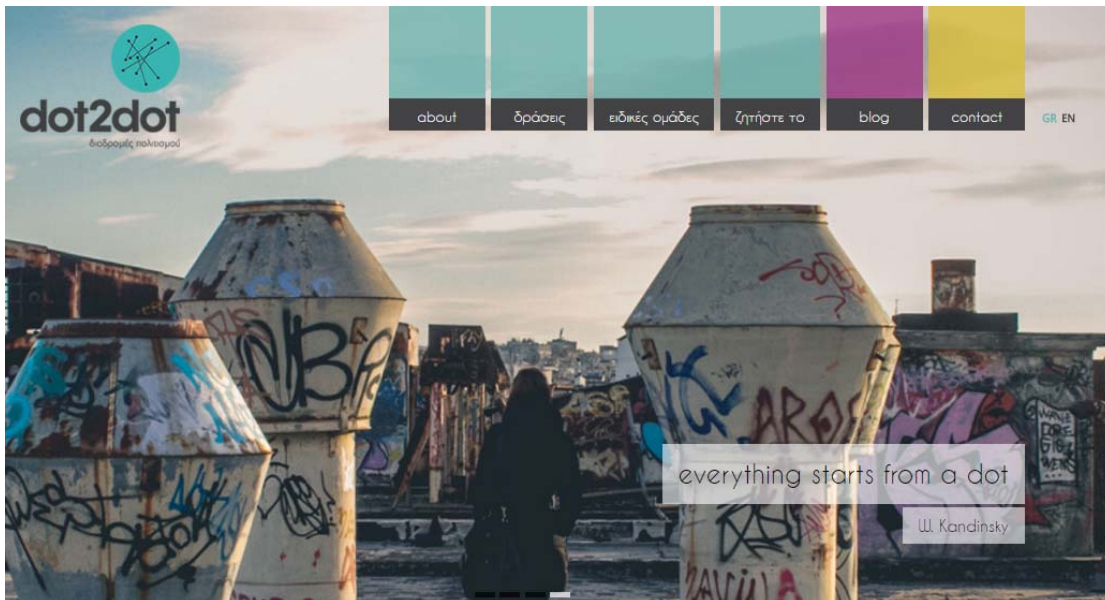 dot2dot
διαδρομές πολιτισμού
about
δράσεις
ειδικές ομάδες
ζητήστε το
blog
contact
GR EN
everything starts from a dot
W. Kandinsky